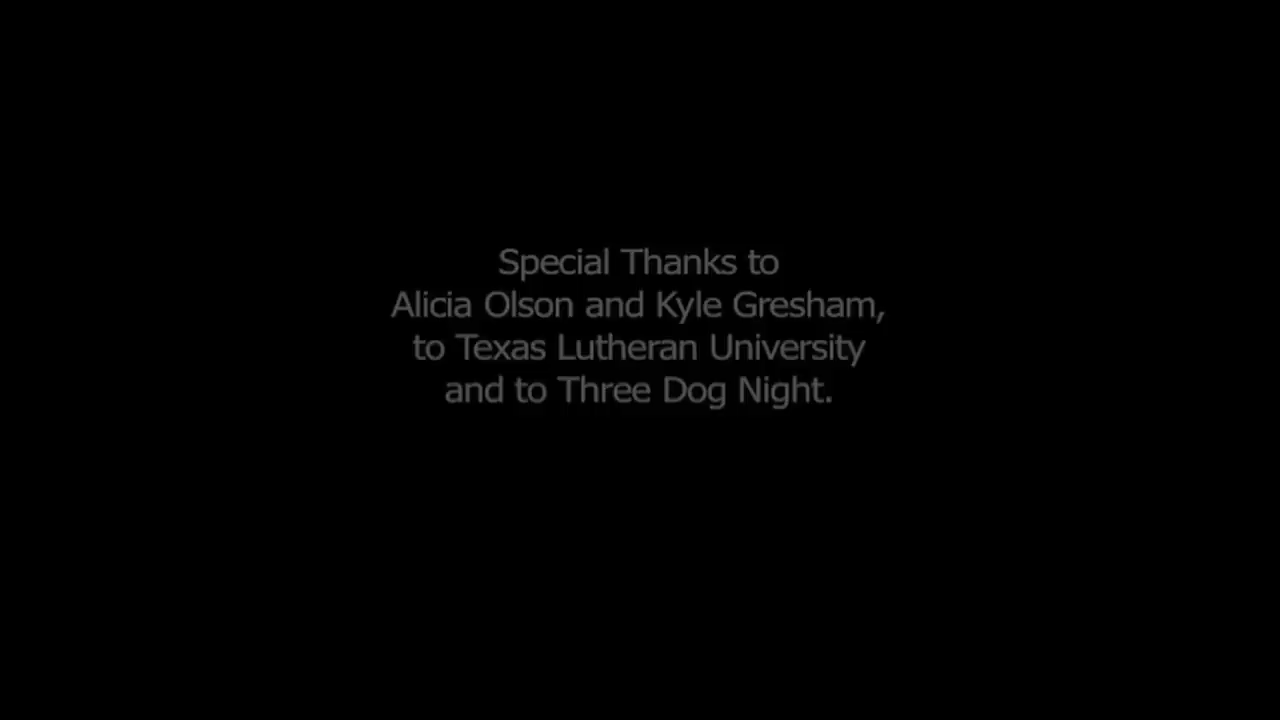 Special Thanks to
Alicia Olson and Kyle Gresham,
to Texas Lutheran University
and to Three Dog Night.